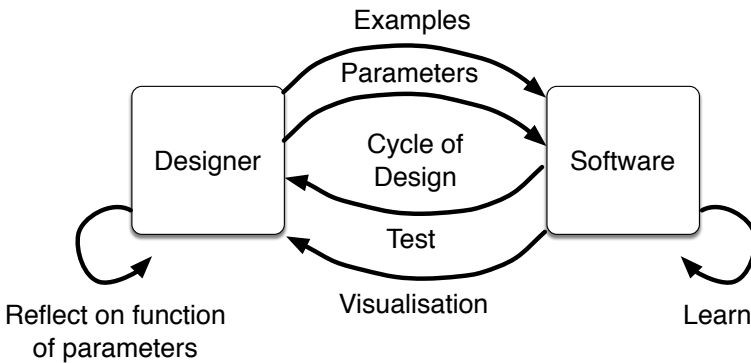 Examples
Parameters
Designer
Cycle of
Design
Software
Test
Visualisation
Reflect on function
of parameters
Learn